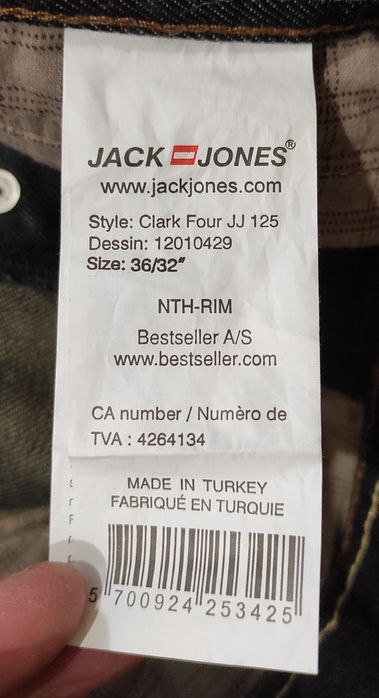 JACK JONES®
www.jackjones.com
Style: Clark Four JJ 125
Dessin: 12010429
Size: 36/32"
NTH-RIM
Bestseller A/S
www.bestseller.com
CA number / Numèro de
TVA : 4264134
MADE IN TURKEY
FABRIQUÉ EN TURQUIE
5 700924 253425